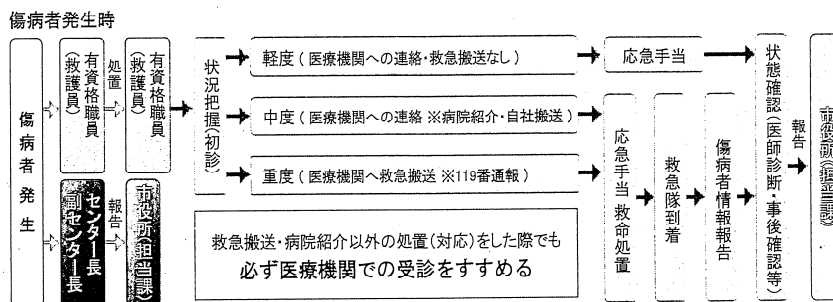 傷病者発生時
傷病者発生
有資格職員
(救護員)
処置
有資格職員
(救護員)
センター長
副センター長
報告
市役所(担当課)
状況把握(初診)
軽度(医療機関への連絡・救急搬送なし)
応急手当
中度(医療機関への連絡 ※病院紹介・自社搬送)
重度(医療機関へ救急搬送 ※119番通報)
応急手当 救命処置
救急隊到着
傷病者情報報告
状態確認(医師診断・事後確認等)
報告
市役所(担当課)
救急搬送・病院紹介以外の処置(対応)をした際でも
必ず医療機関での受診をすすめる